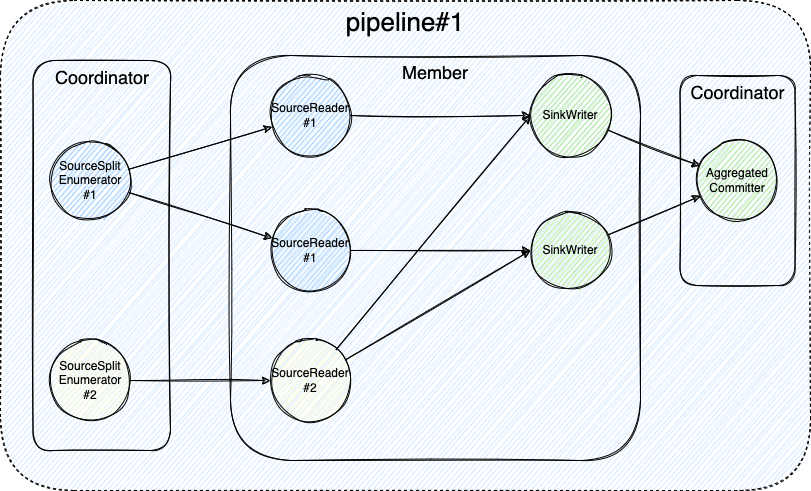 pipeline#1
Coordinator
SourceSplit
Enumerator
#1
SourceSplit
Enumerator
#2
Member
SourceReader
#1
SourceReader
#1
SourceReader
#2
SinkWriter
SinkWriter
Coordinator
Aggregated
Committer